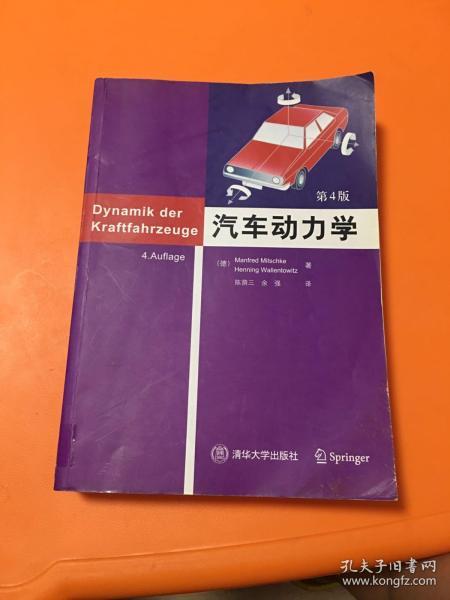 第4版
Dynamik der
Kraftfahrzeuge
汽车动力学
4.Auflage
(德) Manfred Mitschke
Henning Wallentowitz 著
陈荫三 余强 译
清华大学出版社
Springer
孔夫子旧书网
www.kongfz.com